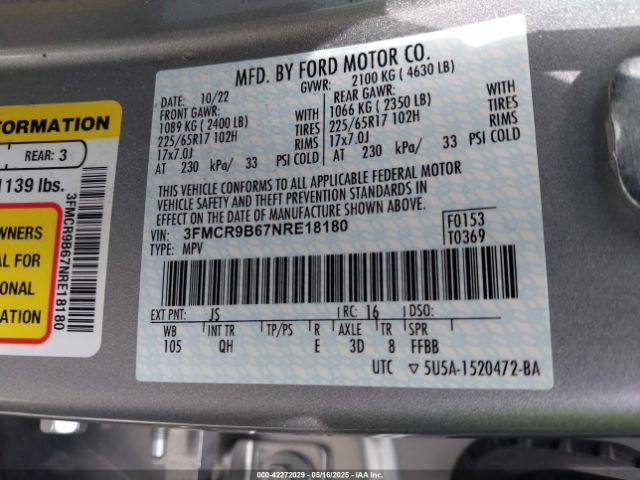 MFD. BY FORD MOTOR CO.
DATE: 10/22 GVWR: 2100 KG ( 4630 LB)
FRONT GAWR: REAR GAWR:
1089 KG ( 2400 LB) WITH 1066 KG ( 2350 LB) WITH
225/65R17 102H TIRES 225/65R17 102H TIRES
17x7.0J RIMS 17x7.0J RIMS
AT 230 kPa/ 33 PSI COLD AT 230 kPa/ 33 PSI COLD
THIS VEHICLE CONFORMS TO ALL APPLICABLE FEDERAL MOTOR
VEHICLE SAFETY AND THEFT PREVENTION STANDARDS IN
EFFECT ON THE DATE OF MANUFACTURE SHOWN ABOVE.
VIN: 3FMCR9B67NRE18180 F0153
TYPE: MPV T0369
EXT PNT: JS RC: 16 DSO:
WB INT TR TP/PS R AXLE TR SPR
105 QH E 3D 8 FFBB
UTC ▽ 5U5A-1520472-BA
FORMATION
REAR: 3
1139 lbs.
WNERS
AL FOR
ONAL
ATION
3FMCR9B67NRE18180
(IAA) 000-42272029 - 05/16/2025 - IAAI.COM